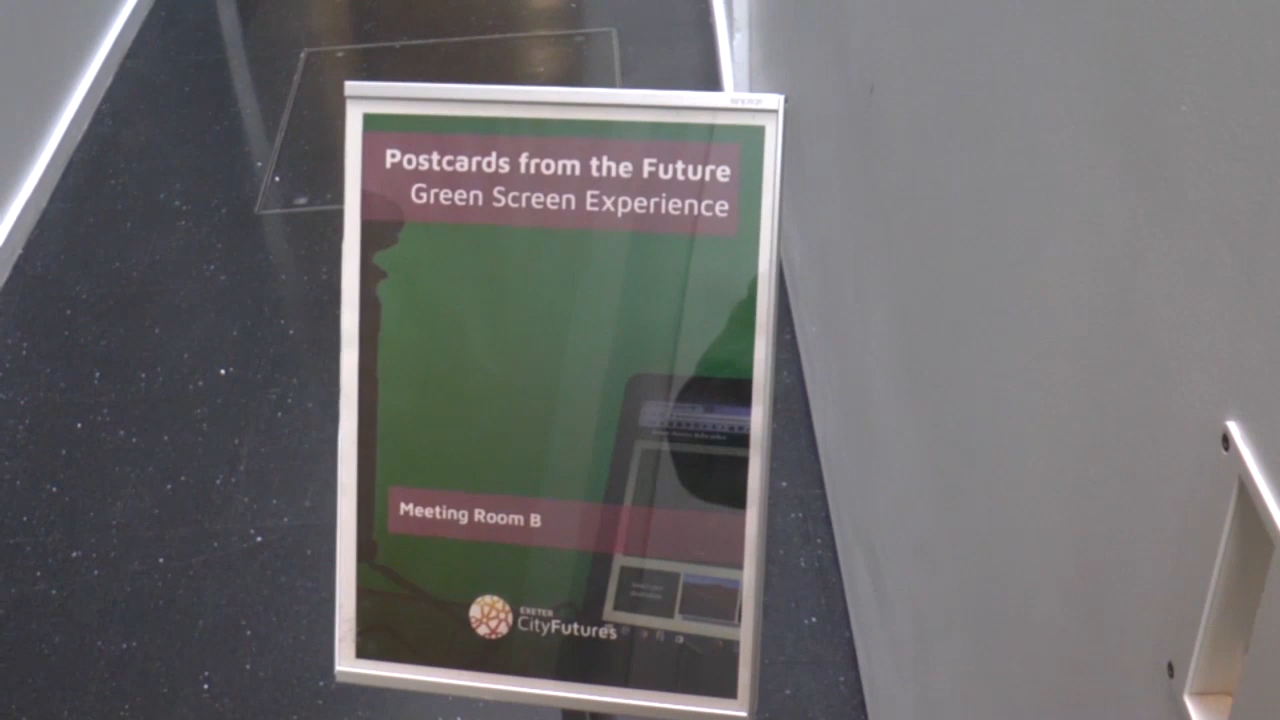 Postcards from the Future
Green Screen Experience
Meeting Room B
EXETER
CityFutures